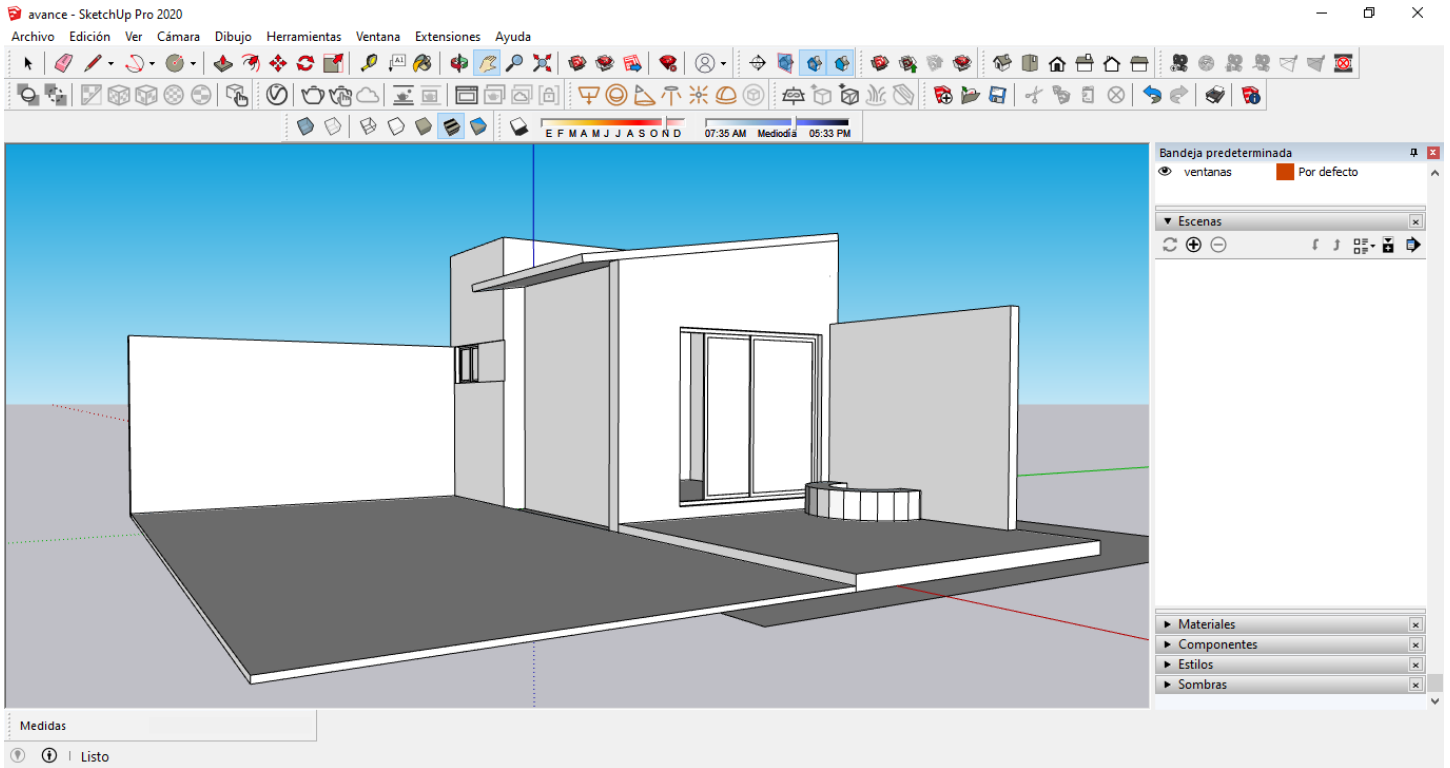 avance - SketchUp Pro 2020
Archivo Edición Ver Cámara Dibujo Herramientas Ventana Extensiones Ayuda
A1
E F M A M J J A S O N D 07:35 AM Mediodía 05:33 PM
Bandeja predeterminada
ventanas Por defecto
Escenas
Materiales
Componentes
Estilos
Sombras
Medidas
Listo